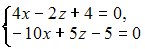 4x − 2z + 4 = 0,
−10x + 5z − 5 = 0